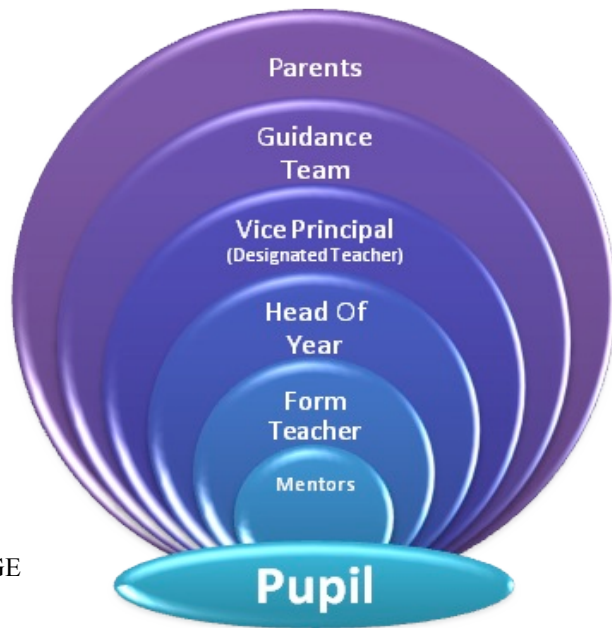 Parents
Guidance
Team
Vice Principal
(Designated Teacher)
Head Of
Year
Form
Teacher
Mentors
GE
Pupil